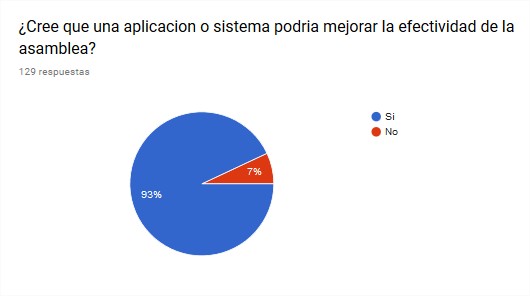 ¿Cree que una aplicacion o sistema podria mejorar la efectividad de la
asamblea?
129 respuestas
Si
No
7%
93%